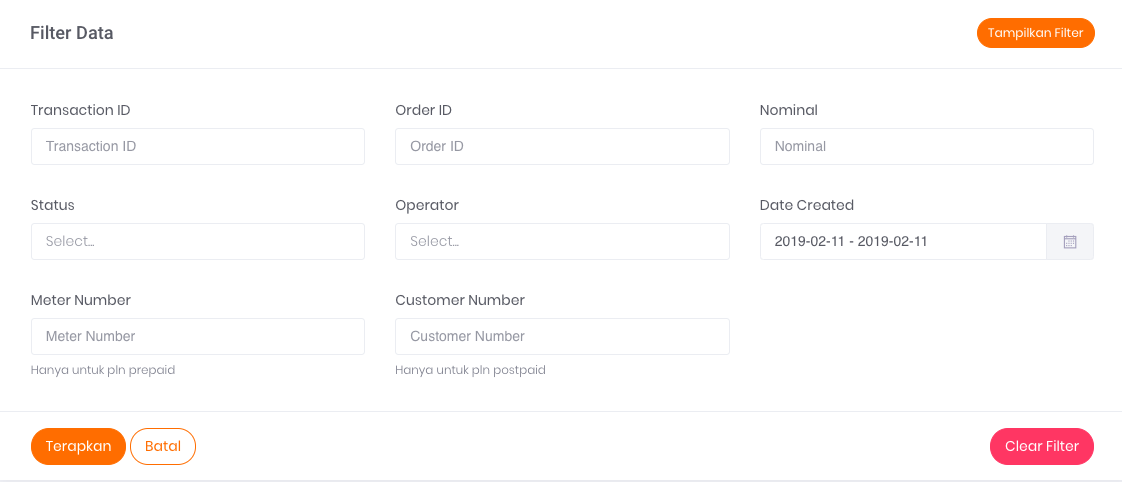 Filter Data
Tampilkan Filter
Transaction ID
Order ID
Nominal
Transaction ID
Order ID
Nominal
Status
Operator
Date Created
Select...
Select...
2019-02-11 - 2019-02-11
Meter Number
Customer Number
Meter Number
Customer Number
Hanya untuk pln prepaid
Hanya untuk pln postpaid
Terapkan
Batal
Clear Filter